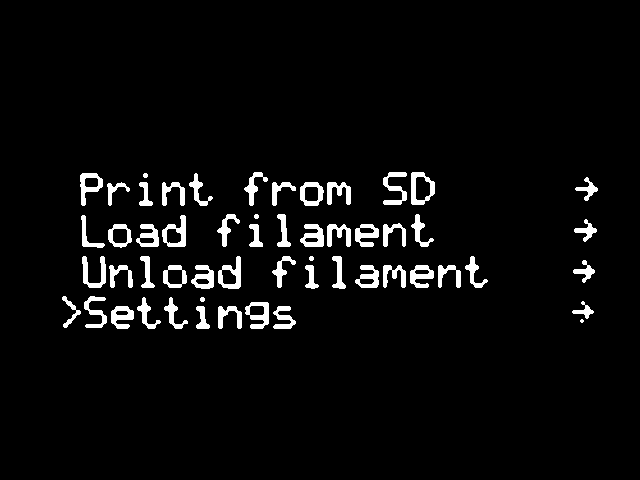 Print from SD →
Load filament →
Unload filament →
>Settings →